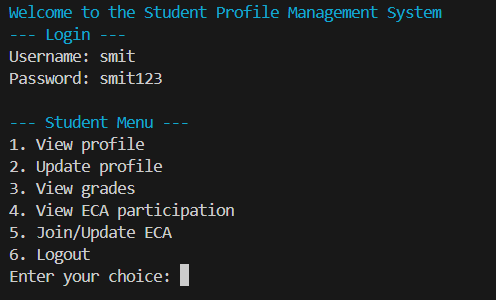 Welcome to the Student Profile Management System
--- Login ---
Username: smit
Password: smit123
--- Student Menu ---
1. View profile
2. Update profile
3. View grades
4. View ECA participation
5. Join/Update ECA
6. Logout
Enter your choice: